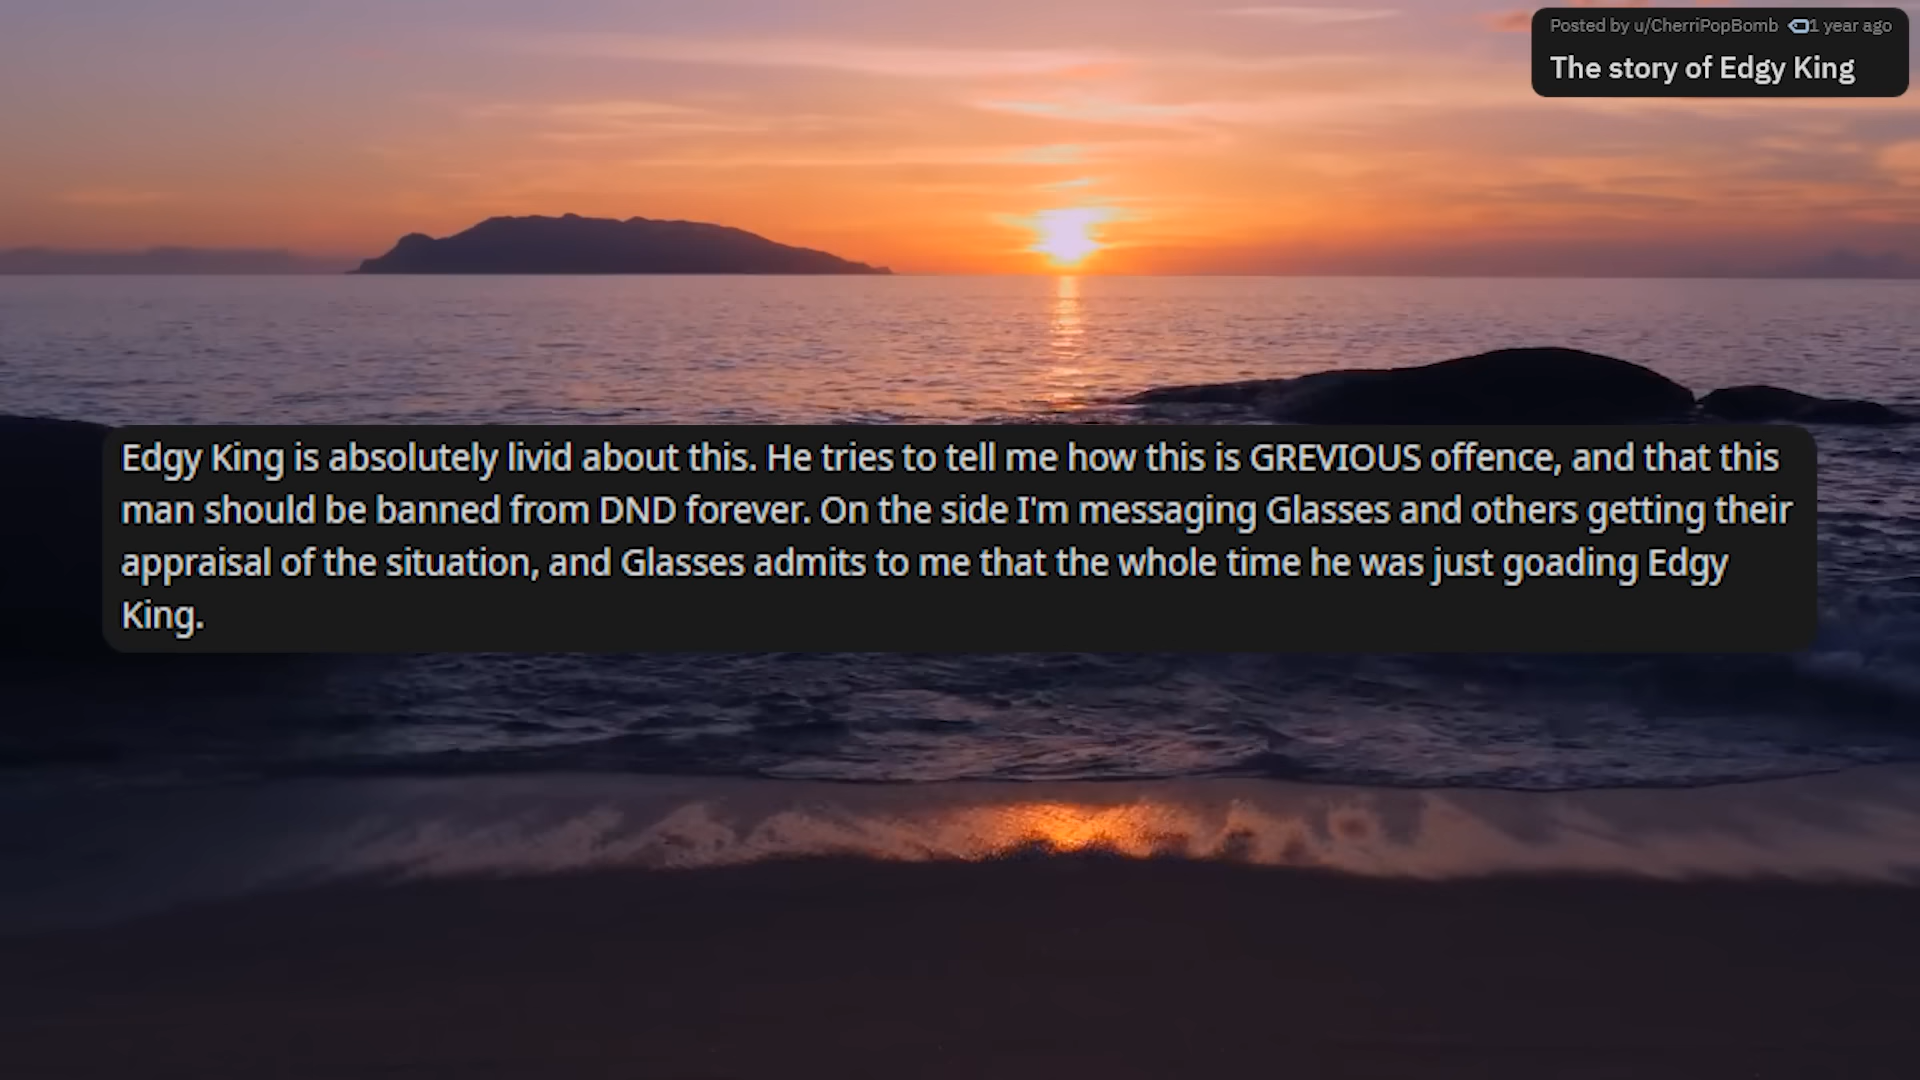 Posted by u/CherriPopBomb 1 year ago
The story of Edgy King
Edgy King is absolutely livid about this. He tries to tell me how this is GREVIOUS offence, and that this
man should be banned from DND forever. On the side I'm messaging Glasses and others getting their
appraisal of the situation, and Glasses admits to me that the whole time he was just goading Edgy
King.